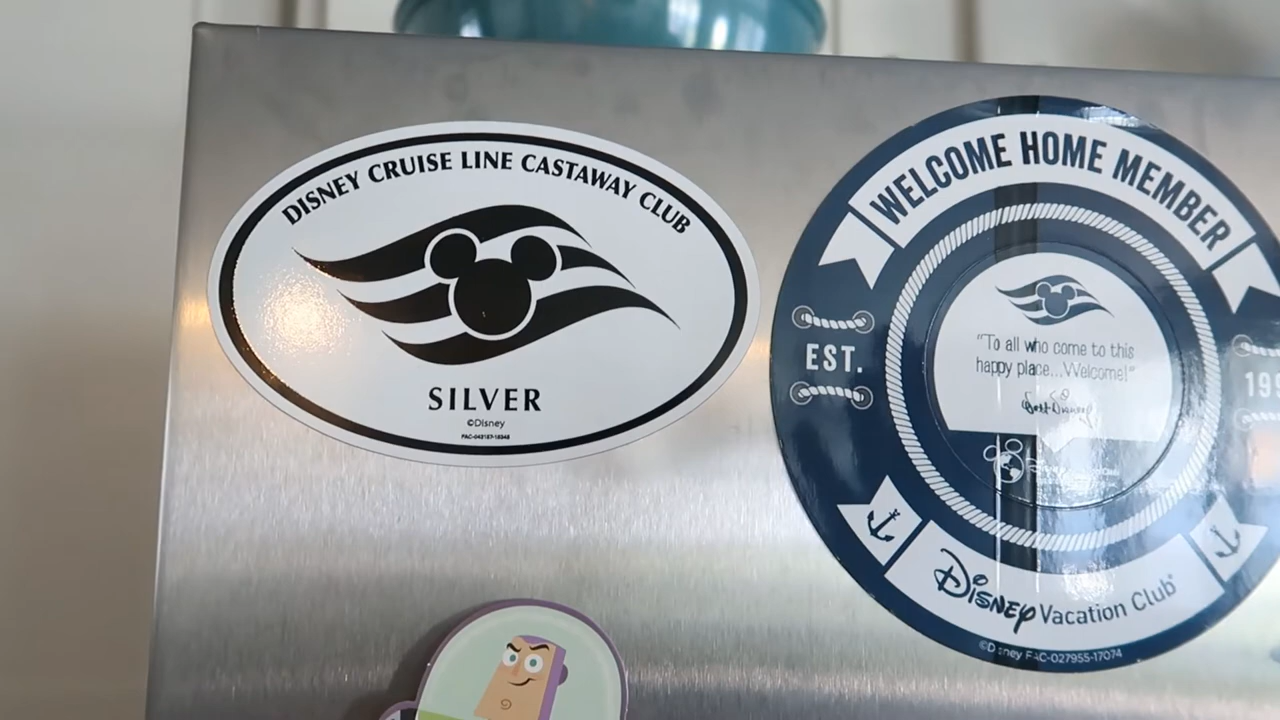 DISNEY CRUISE LINE CASTAWAY CLUB
SILVER
©Disney
WELCOME HOME MEMBER
EST.
"To all who come to this
happy place...Welcome!"
Disney Vacation Club®
©Disney FAC-027955-17074